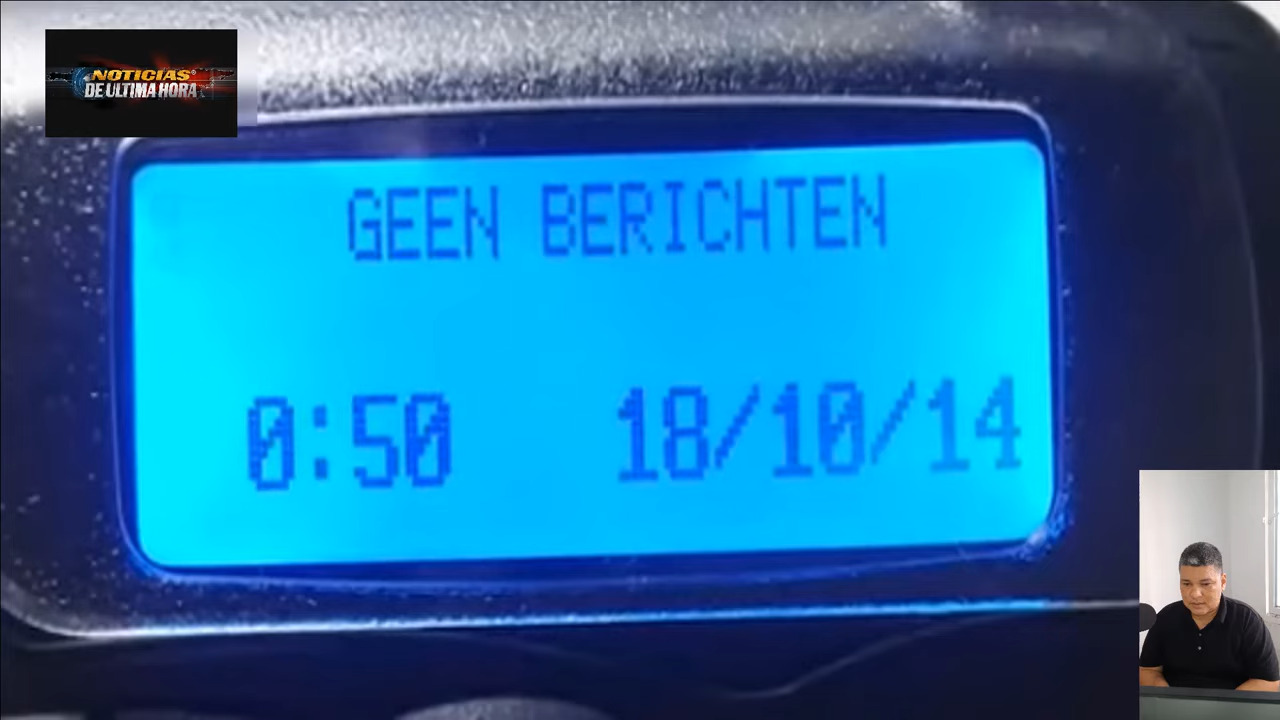 NOTICIAS
DE ULTIMA HORA
GEEN BERICHTEN
0:50 18/10/14